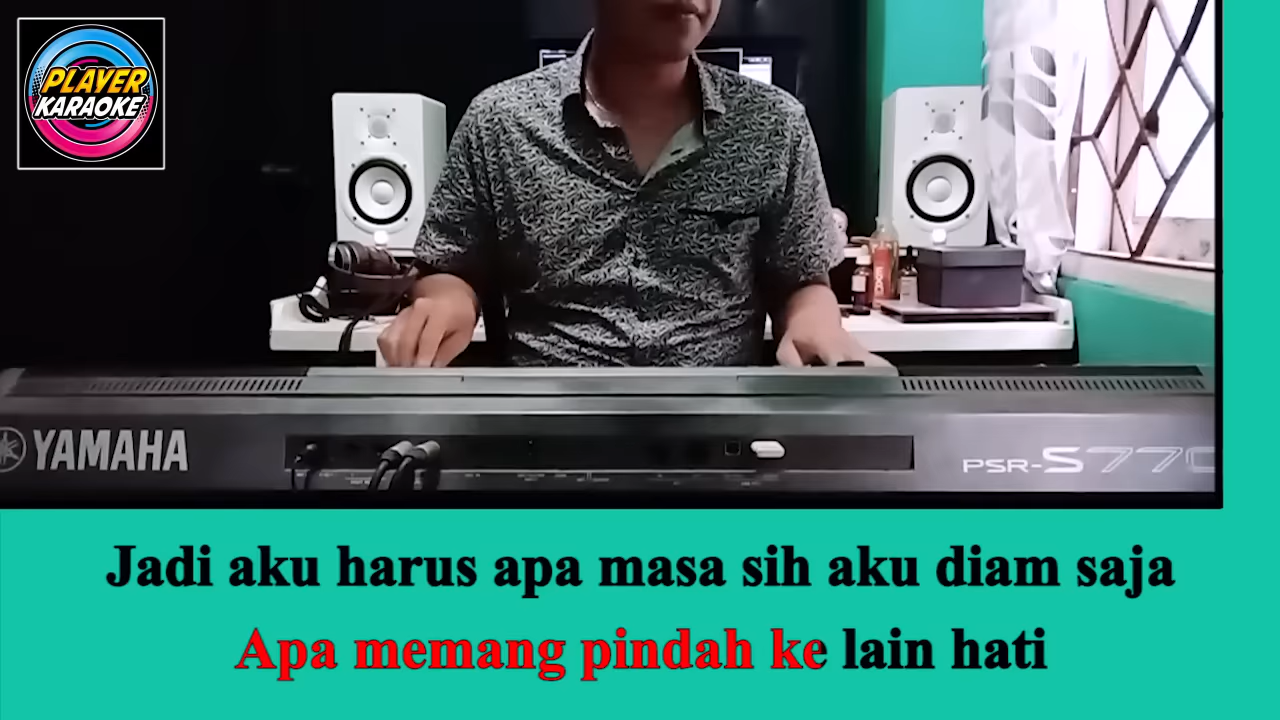 PLAYER
KARAOKE
YAMAHA
PSR-S770
Jadi aku harus apa masa sih aku diam saja
Apa memang pindah ke lain hati